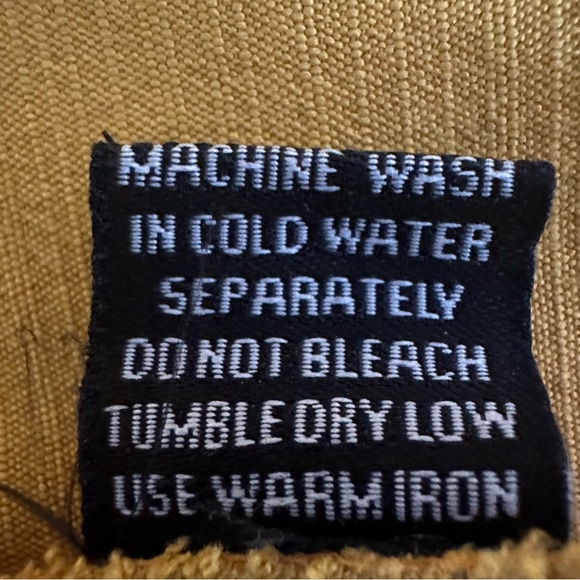 MACHINE WASH
IN COLD WATER
SEPARATELY
DO NOT BLEACH
TUMBLE DRY LOW
USE WARM IRON